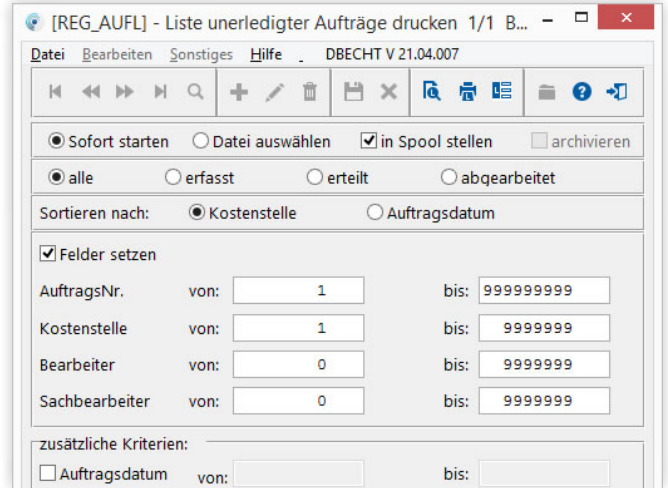 [REG_AUFL] - Liste unerledigter Aufträge drucken 1/1 B...
Datei Bearbeiten Sonstiges Hilfe _ DBECHT V 21.04.007
Sofort starten Datei auswählen in Spool stellen archivieren
alle erfasst erteilt abgearbeitet
Sortieren nach: Kostenstelle Auftragsdatum
Felder setzen
AuftragsNr. von: 1 bis: 999999999
Kostenstelle von: 1 bis: 9999999
Bearbeiter von: 0 bis: 9999999
Sachbearbeiter von: 0 bis: 9999999
zusätzliche Kriterien:
Auftragsdatum von: bis: